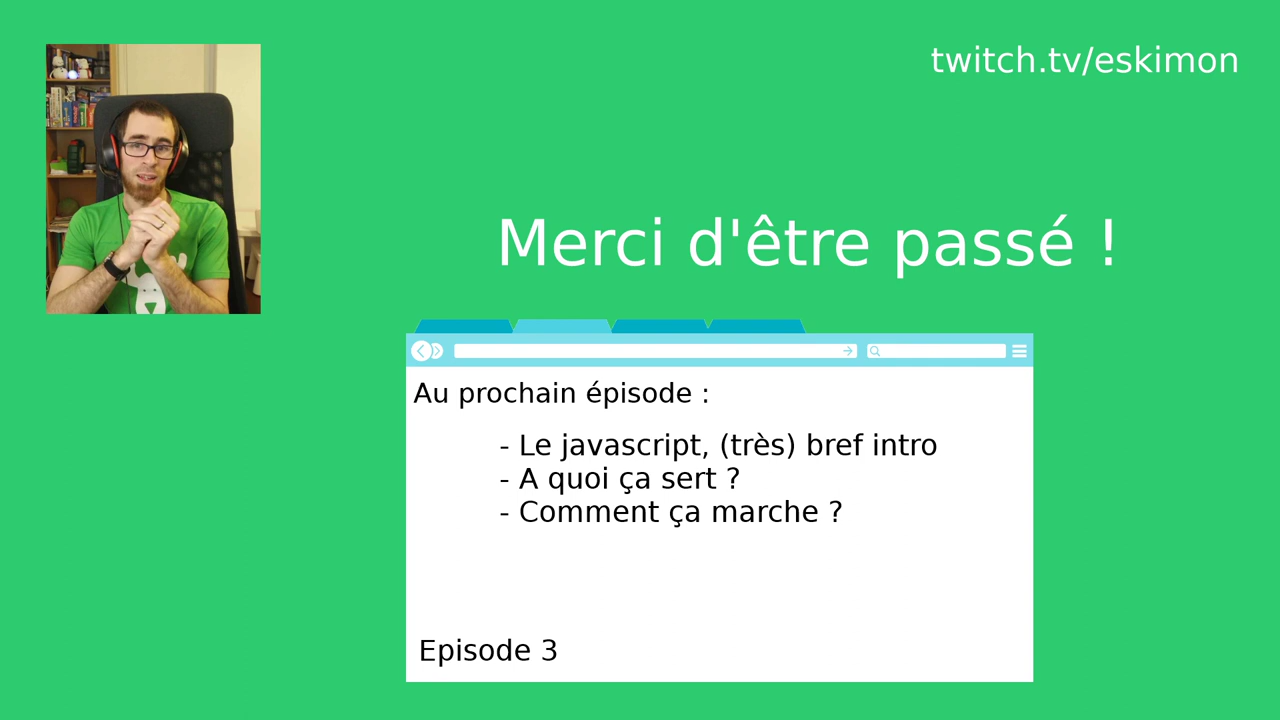 twitch.tv/eskimon
Merci d'être passé !
Au prochain épisode :
- Le javascript, (très) bref intro
- A quoi ça sert ?
- Comment ça marche ?
Episode 3